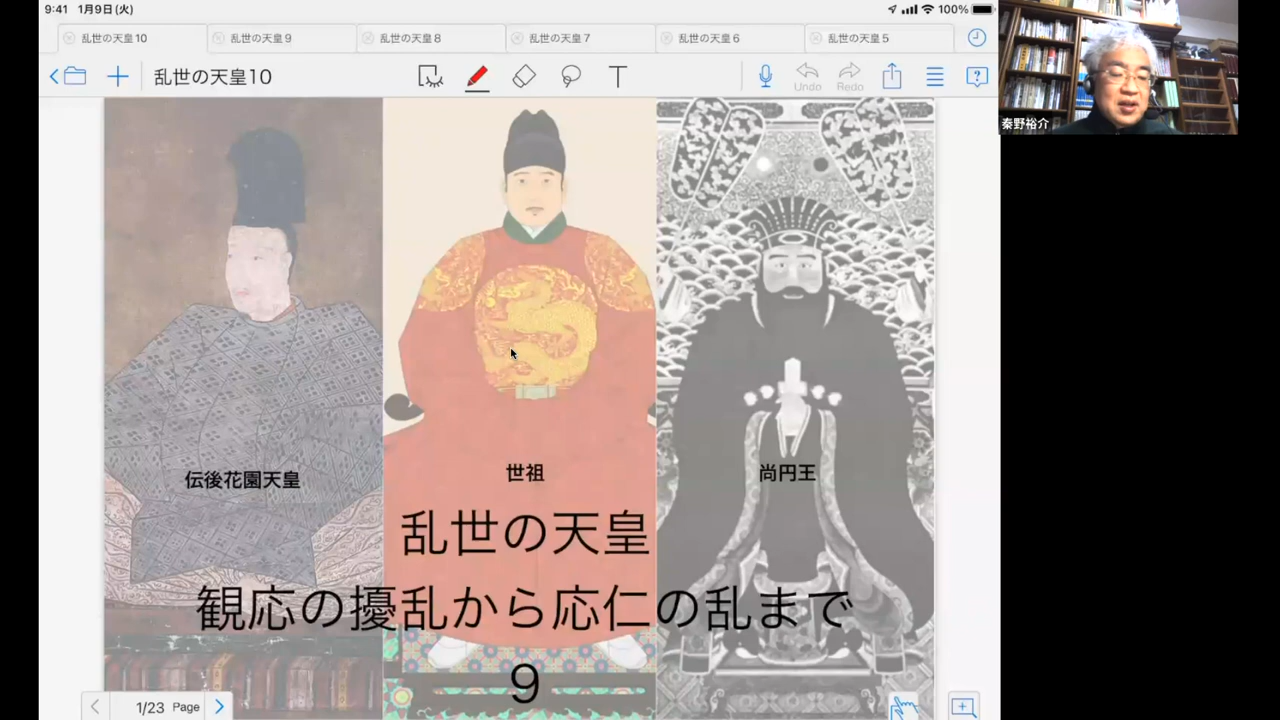 9:41 1月9日(火)
100%
乱世の天皇10
乱世の天皇9
乱世の天皇8
乱世の天皇7
乱世の天皇6
乱世の天皇5
乱世の天皇10
T
Undo
Redo
?
秦野裕介
伝後花園天皇
世祖
尚円王
乱世の天皇
観応の擾乱から応仁の乱まで
9
1/23 Page